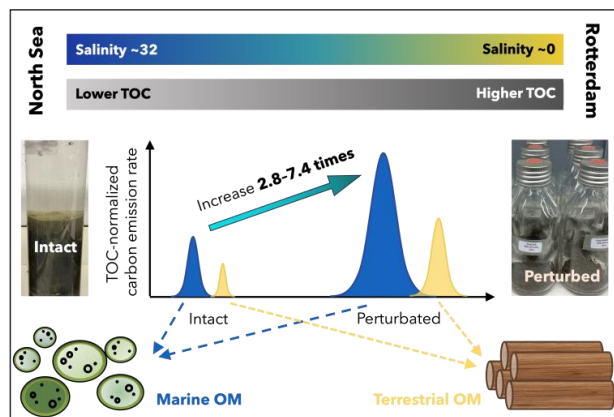 North Sea
Salinity ~32
Salinity ~0
Rotterdam
Lower TOC
Higher TOC
Intact
TOC-normalized
carbon emission rate
Increase 2.8–7.4 times
Perturbed
Intact
Perturbated
Marine OM
Terrestrial OM